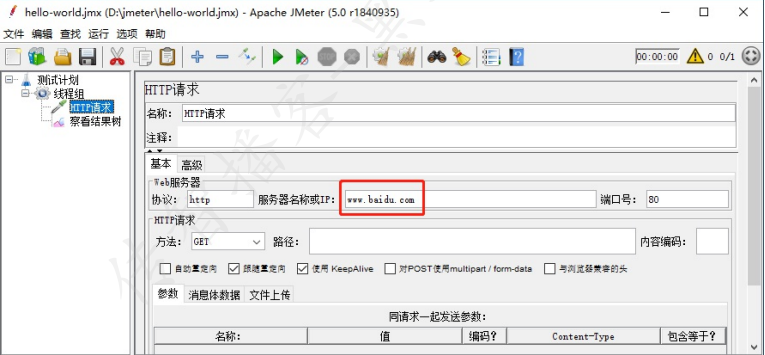 hello-world.jmx (D:\jmeter\hello-world.jmx) - Apache JMeter (5.0 r1840935)
文件 编辑 查找 运行 选项 帮助
00:00:00 0 0/1
测试计划
线程组
HTTP请求
察看结果树
HTTP请求
名称: HTTP请求
注释:
基本 高级
Web服务器
协议: http 服务器名称或IP: www.baidu.com 端口号: 80
HTTP请求
方法: GET 路径: 内容编码:
自动重定向 跟随重定向 使用 KeepAlive 对POST使用multipart / form-data 与浏览器兼容的头
参数 消息体数据 文件上传
同请求一起发送参数:
名称: 值 编码? Content-Type 包含等于?